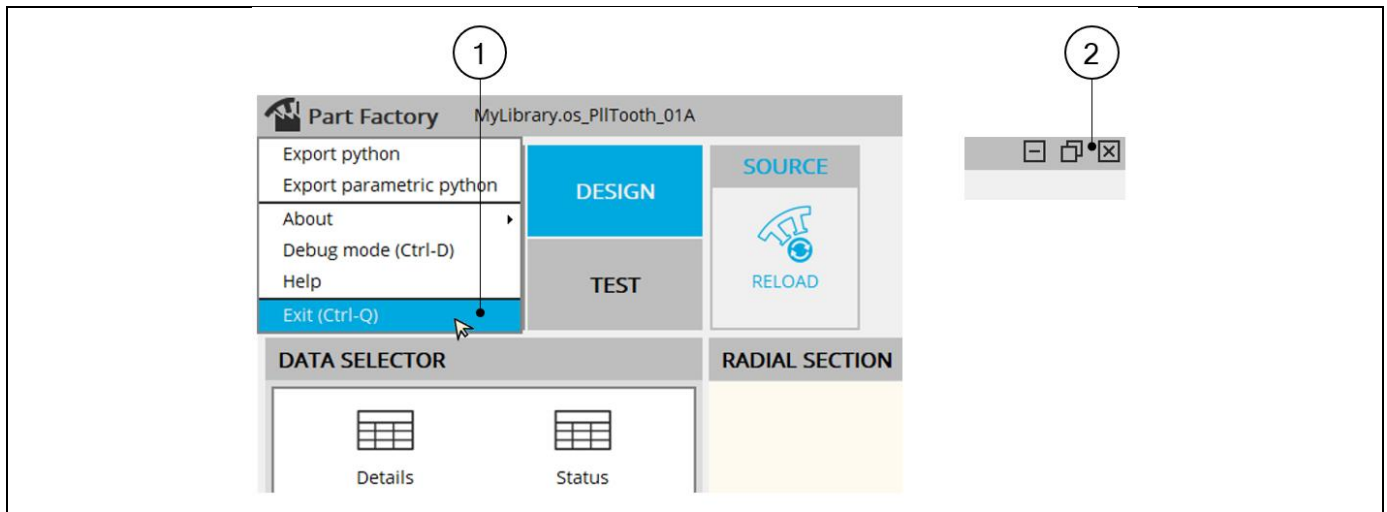 1
2
Part Factory MyLibrary.os_PllTooth_01A
Export python
Export parametric python
About
Debug mode (Ctrl-D)
Help
Exit (Ctrl-Q)
DESIGN
TEST
SOURCE
RELOAD
DATA SELECTOR
RADIAL SECTION
Details
Status